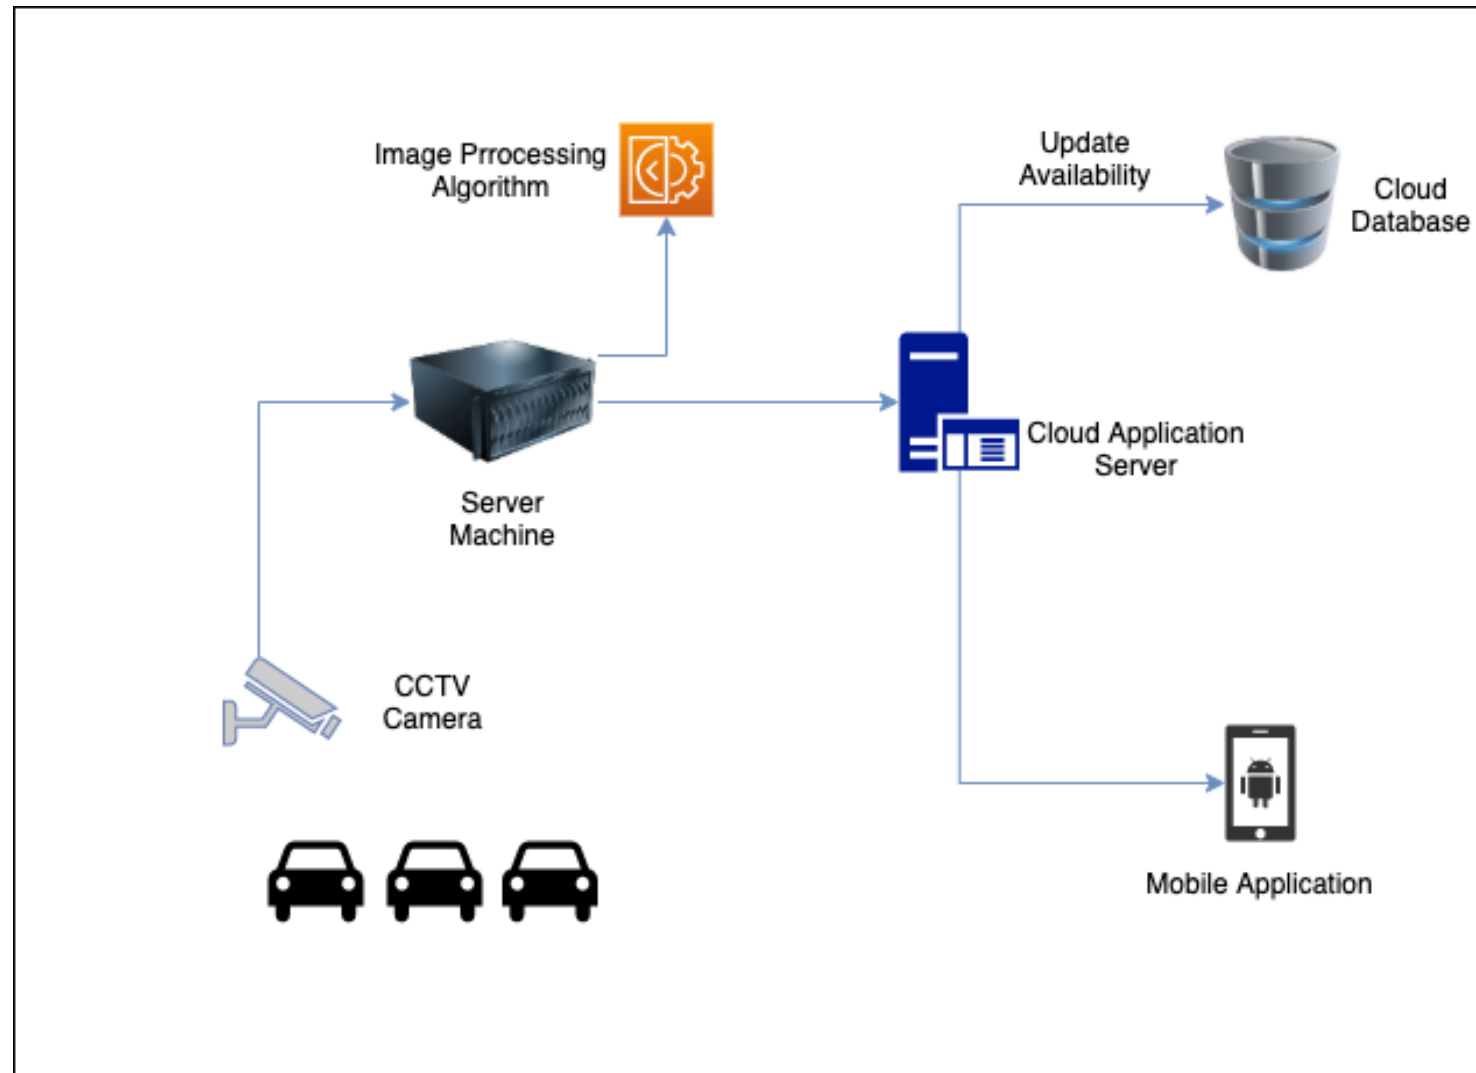 Image Prrocessing
Algorithm
Update
Availability
Cloud
Database
Cloud Application
Server
Server
Machine
CCTV
Camera
Mobile Application